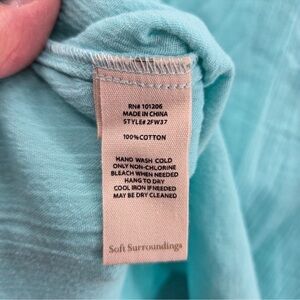 RN# 101206
MADE IN CHINA
STYLE# 2FW37
100% COTTON
HAND WASH COLD
ONLY NON-CHLORINE
BLEACH WHEN NEEDED
HANG TO DRY
COOL IRON IF NEEDED
MAY BE DRY CLEANED
Soft Surroundings